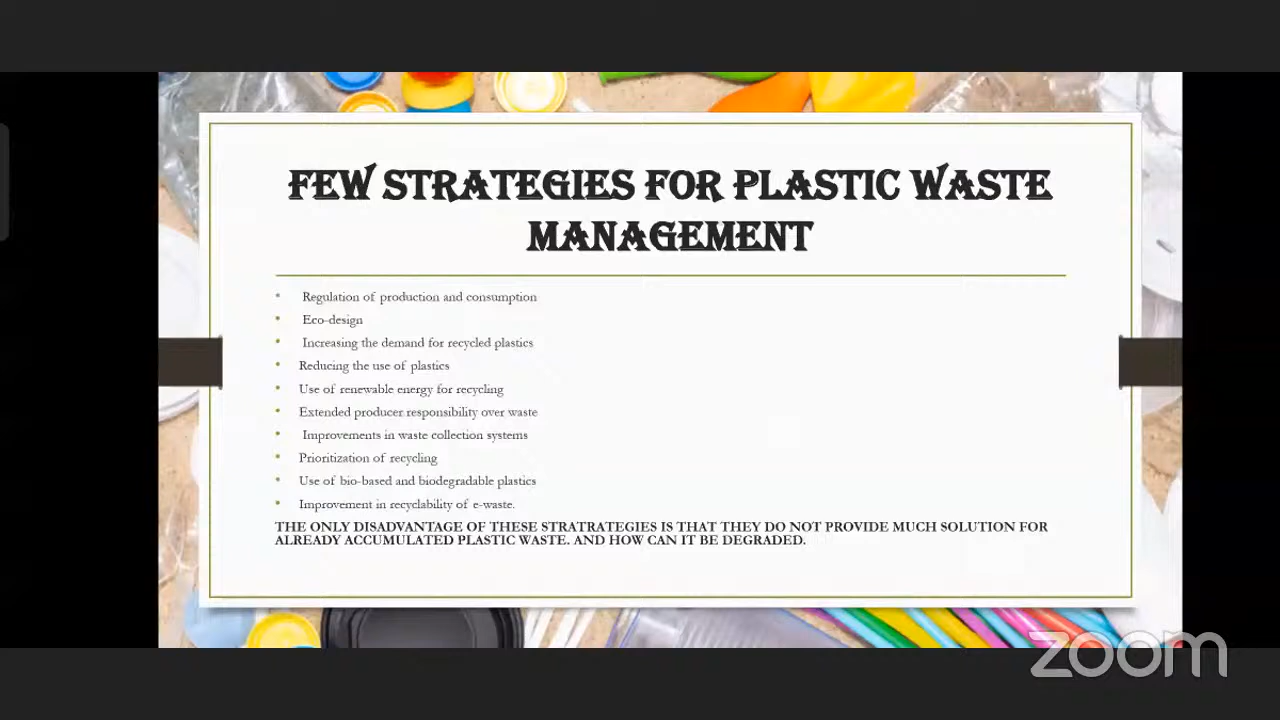 FEW STRATEGIES FOR PLASTIC WASTE
MANAGEMENT
• Regulation of production and consumption
• Eco-design
• Increasing the demand for recycled plastics
• Reducing the use of plastics
• Use of renewable energy for recycling
• Extended producer responsibility over waste
• Improvements in waste collection systems
• Prioritization of recycling
• Use of bio-based and biodegradable plastics
• Improvement in recyclability of e-waste.
THE ONLY DISADVANTAGE OF THESE STRATRATEGIES IS THAT THEY DO NOT PROVIDE MUCH SOLUTION FOR
ALREADY ACCUMULATED PLASTIC WASTE. AND HOW CAN IT BE DEGRADED.
zoom